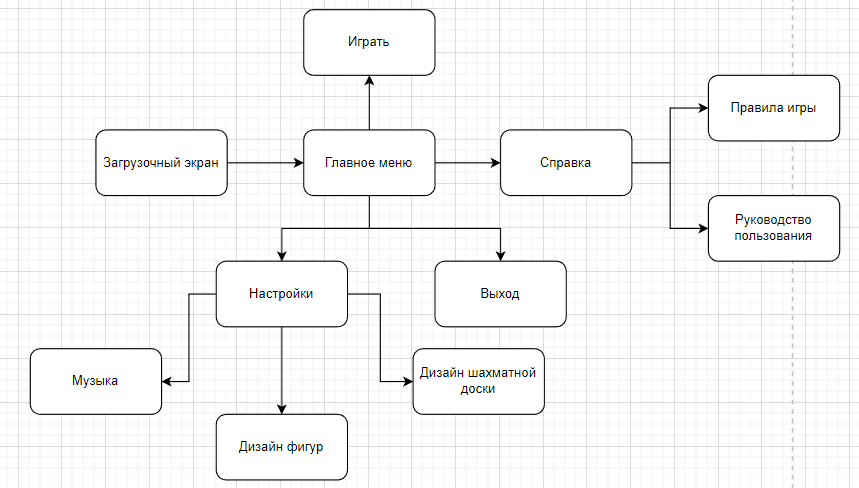 Играть
Правила игры
Загрузочный экран
Главное меню
Справка
Руководство
пользования
Настройки
Выход
Музыка
Дизайн шахматной
доски
Дизайн фигур